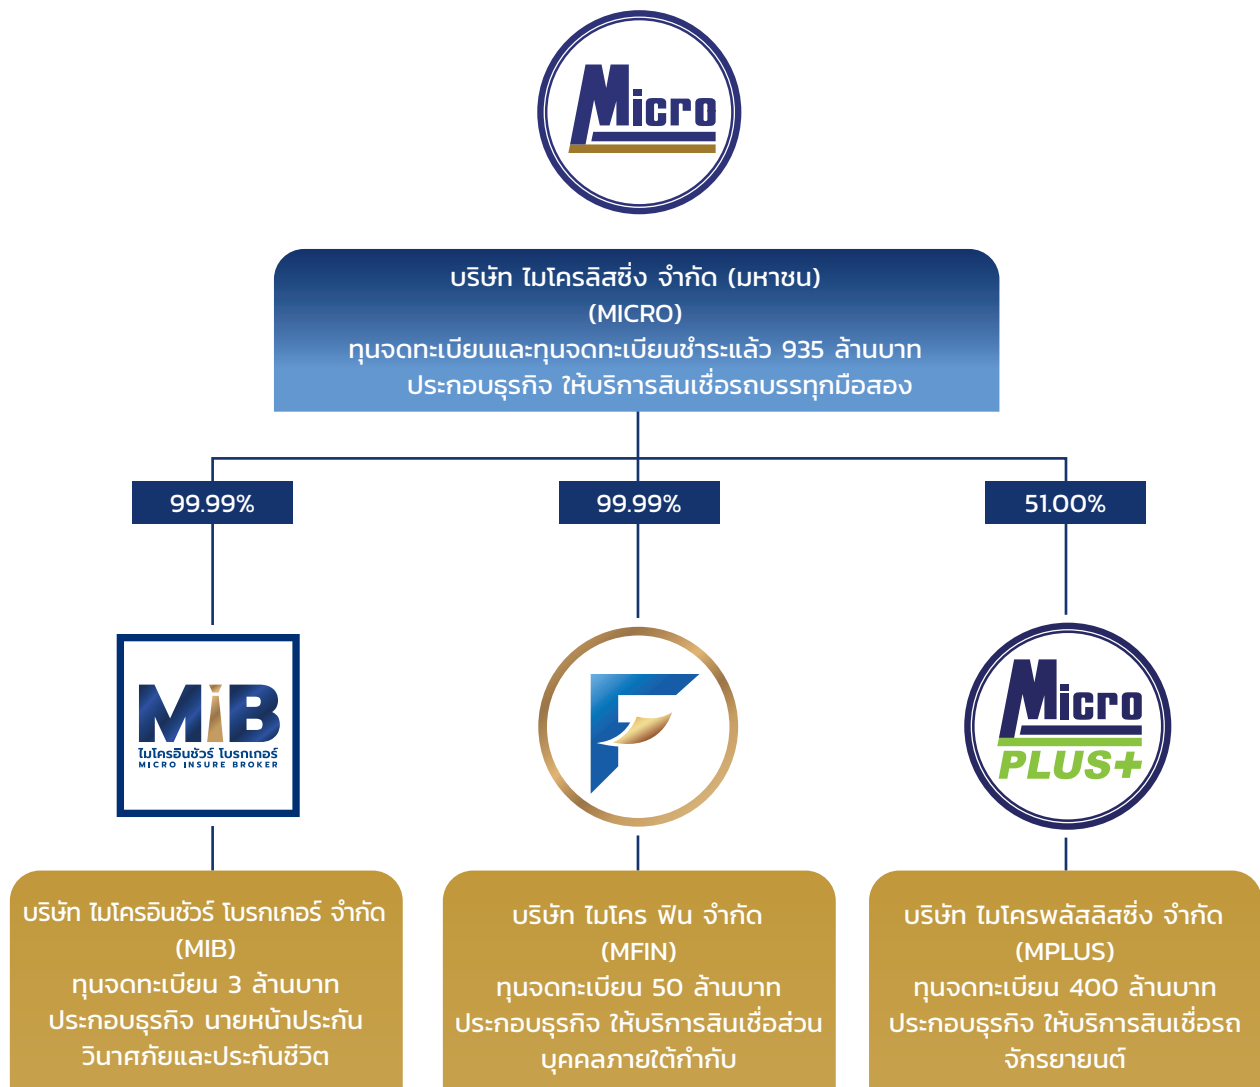 Micro
บริษัท ไมโครลิสซิ่ง จำกัด (มหาชน)
(MICRO)
ทุนจดทะเบียนและทุนจดทะเบียนชำระแล้ว 935 ล้านบาท
ประกอบธุรกิจ ให้บริการสินเชื่อรถบรรทุกมือสอง
99.99%
99.99%
51.00%
MiB
ไมโครอินชัวร์ โบรกเกอร์
MICRO INSURE BROKER
F
Micro
PLUS+
บริษัท ไมโครอินชัวร์ โบรกเกอร์ จำกัด
(MIB)
ทุนจดทะเบียน 3 ล้านบาท
ประกอบธุรกิจ นายหน้าประกัน
วินาศภัยและประกันชีวิต
บริษัท ไมโคร ฟิน จำกัด
(MFIN)
ทุนจดทะเบียน 50 ล้านบาท
ประกอบธุรกิจ ให้บริการสินเชื่อส่วน
บุคคลภายใต้กำกับ
บริษัท ไมโครพลัสลิสซิ่ง จำกัด
(MPLUS)
ทุนจดทะเบียน 400 ล้านบาท
ประกอบธุรกิจ ให้บริการสินเชื่อรถ
จักรยายนต์